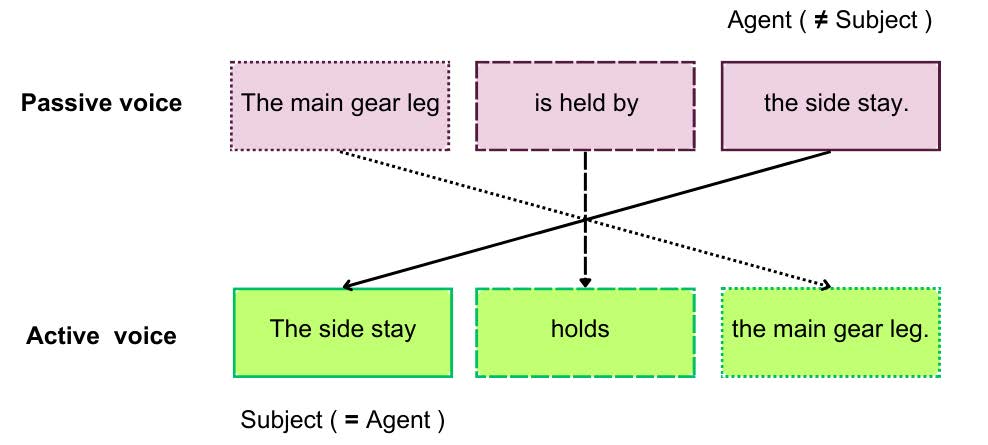 Agent ( ≠ Subject )
Passive voice The main gear leg is held by the side stay.
Active voice The side stay holds the main gear leg.
Subject ( = Agent )